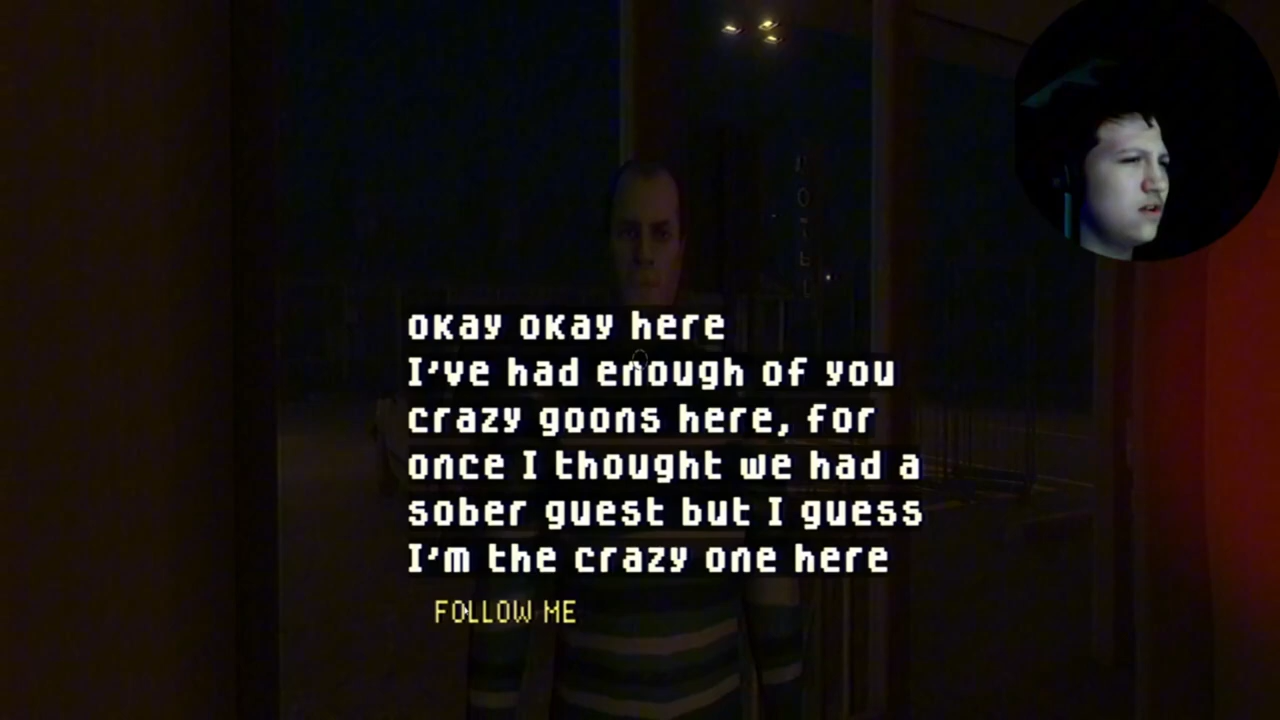 MOTEL
okay okay here
I've had enough of you
crazy goons here, for
once I thought we had a
sober guest but I guess
I'm the crazy one here
FOLLOW ME